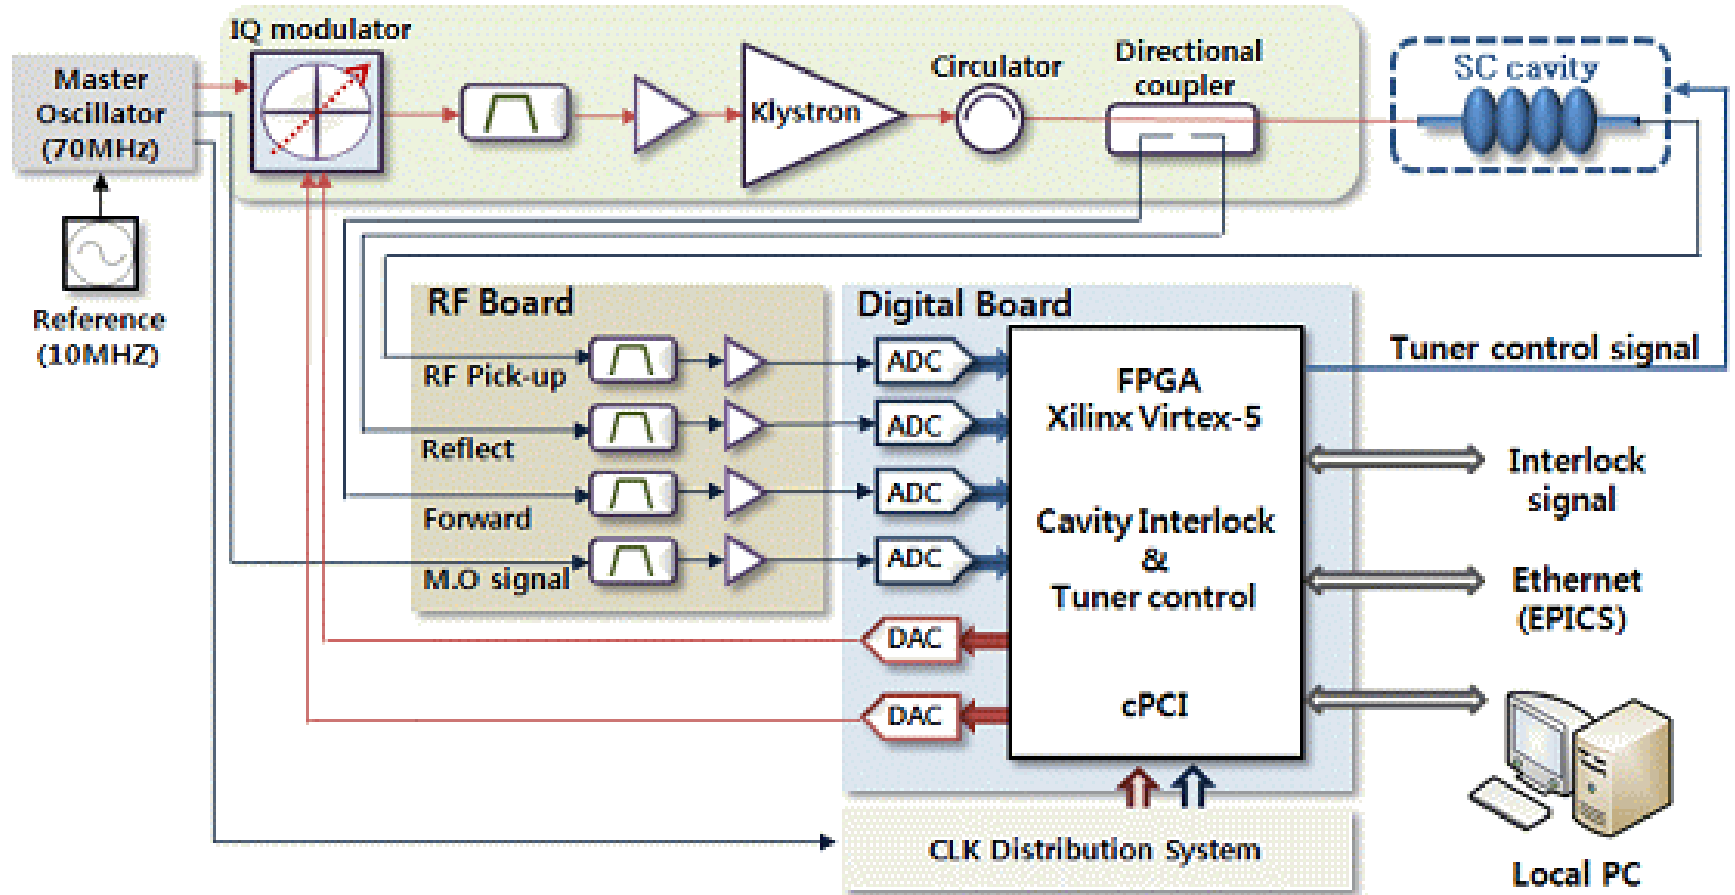 IQ modulator
Master
Oscillator
(70MHz)
Klystron
Circulator
Directional
coupler
SC cavity
Reference
(10MHZ)
RF Board
RF Pick-up
Reflect
Forward
M.O signal
Digital Board
ADC
ADC
ADC
ADC
DAC
DAC
FPGA
Xilinx Virtex-5
Cavity Interlock
&
Tuner control
cPCI
Tuner control signal
Interlock
signal
Ethernet
(EPICS)
Local PC
CLK Distribution System